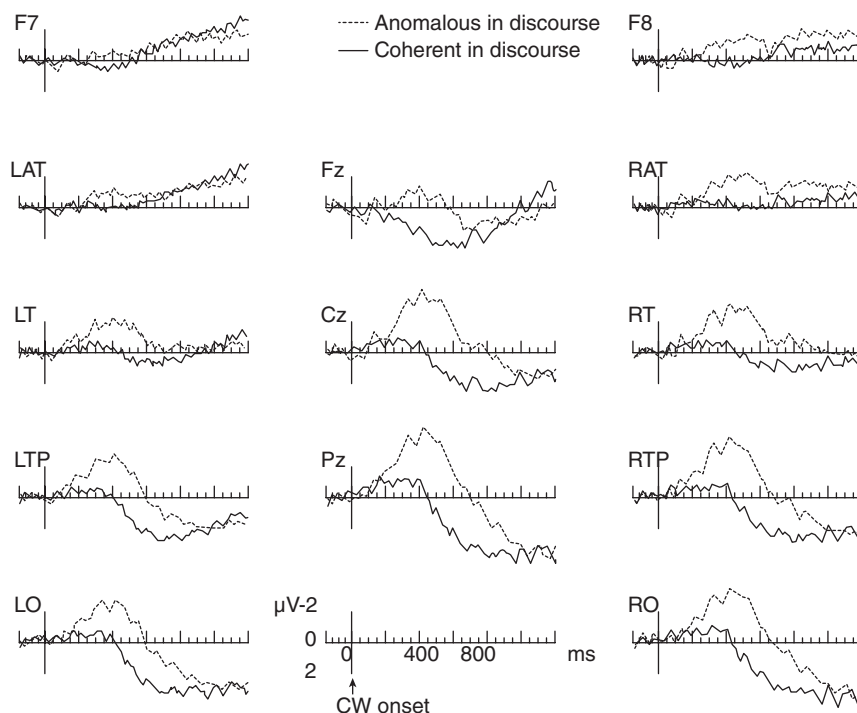 F7
Anomalous in discourse
Coherent in discourse
F8
LAT
Fz
RAT
LT
Cz
RT
LTP
Pz
RTP
LO
µV-2
0
2
0 400 800 ms
CW onset
RO